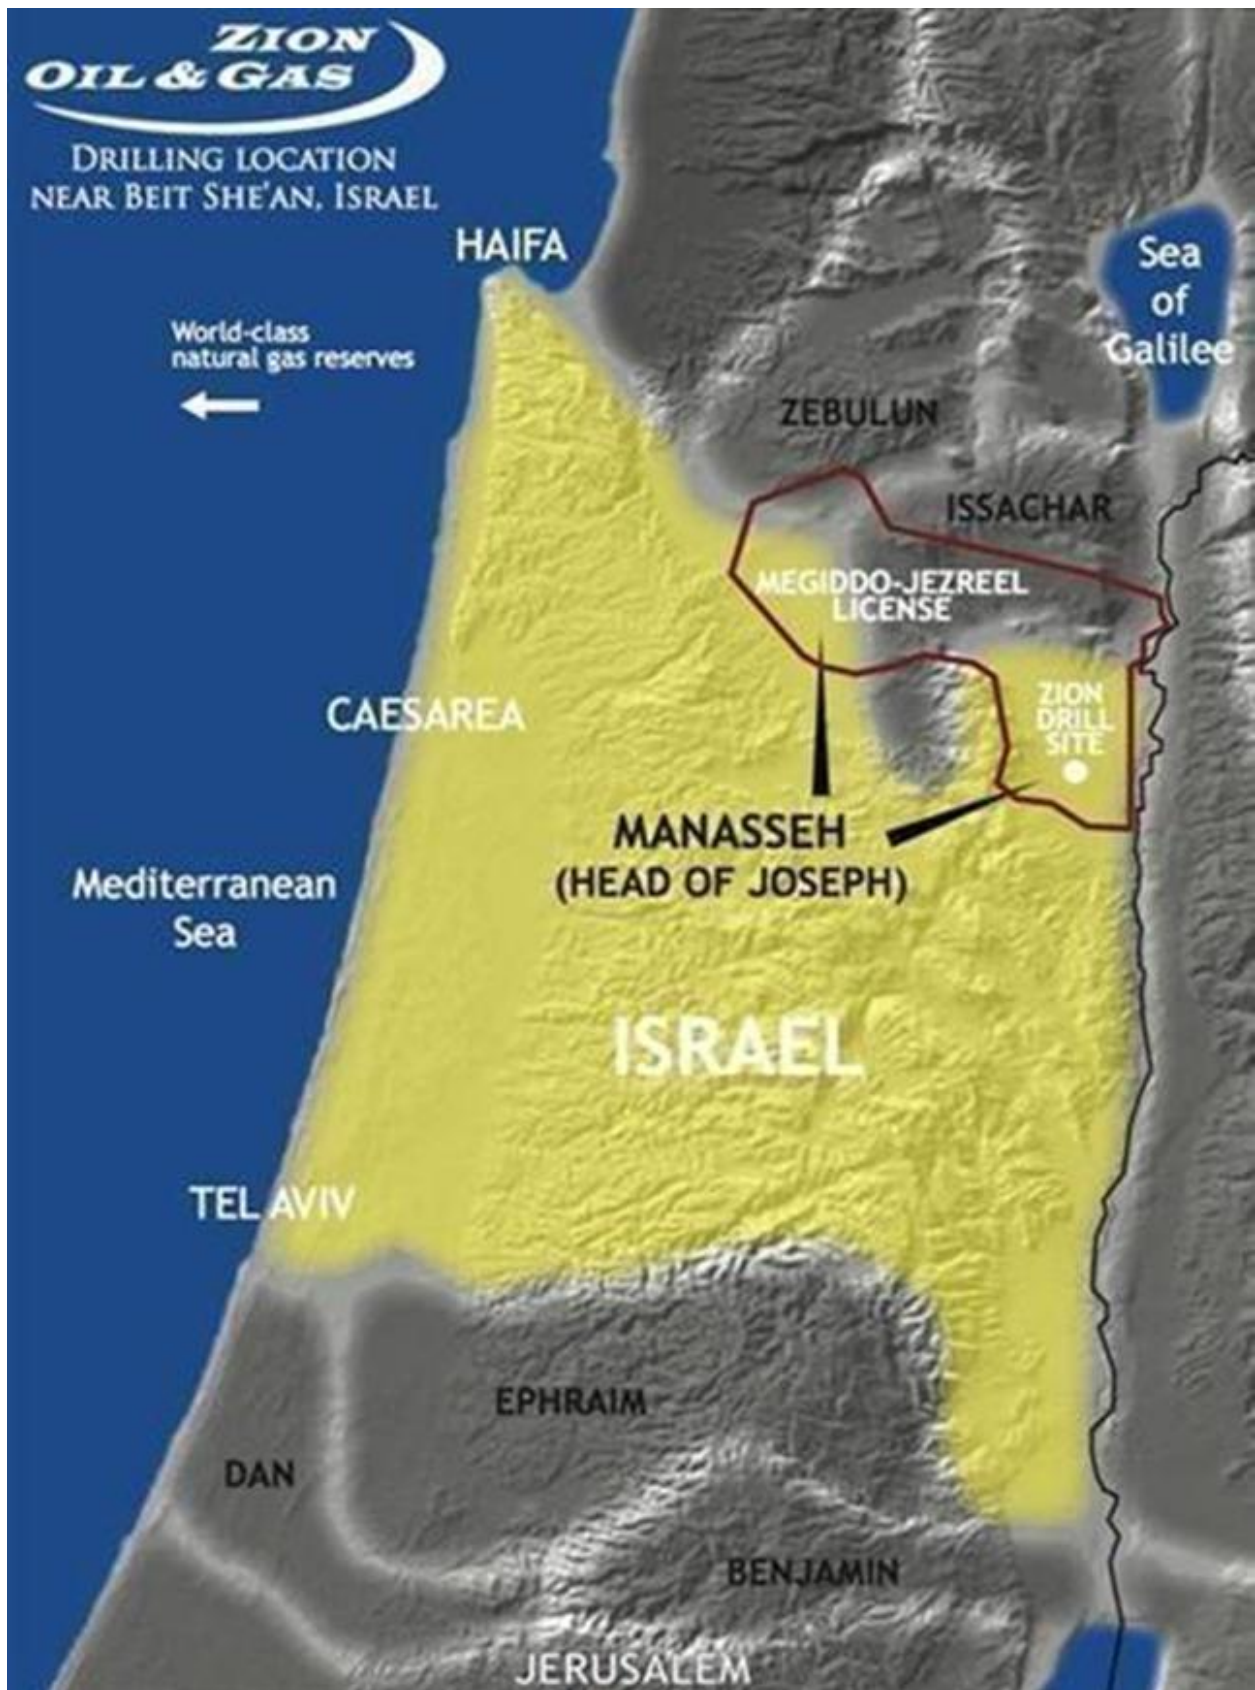 ZION
OIL & GAS
DRILLING LOCATION
NEAR BEIT SHE'AN, ISRAEL
HAIFA
Sea
of
Galilee
World-class
natural gas reserves
ZEBULUN
ISSACHAR
MEGIDDO-JEZREEL
LICENSE
ZION
DRILL
SITE
CAESAREA
MANASSEH
(HEAD OF JOSEPH)
Mediterranean
Sea
ISRAEL
TEL AVIV
EPHRAIM
DAN
BENJAMIN
JERUSALEM